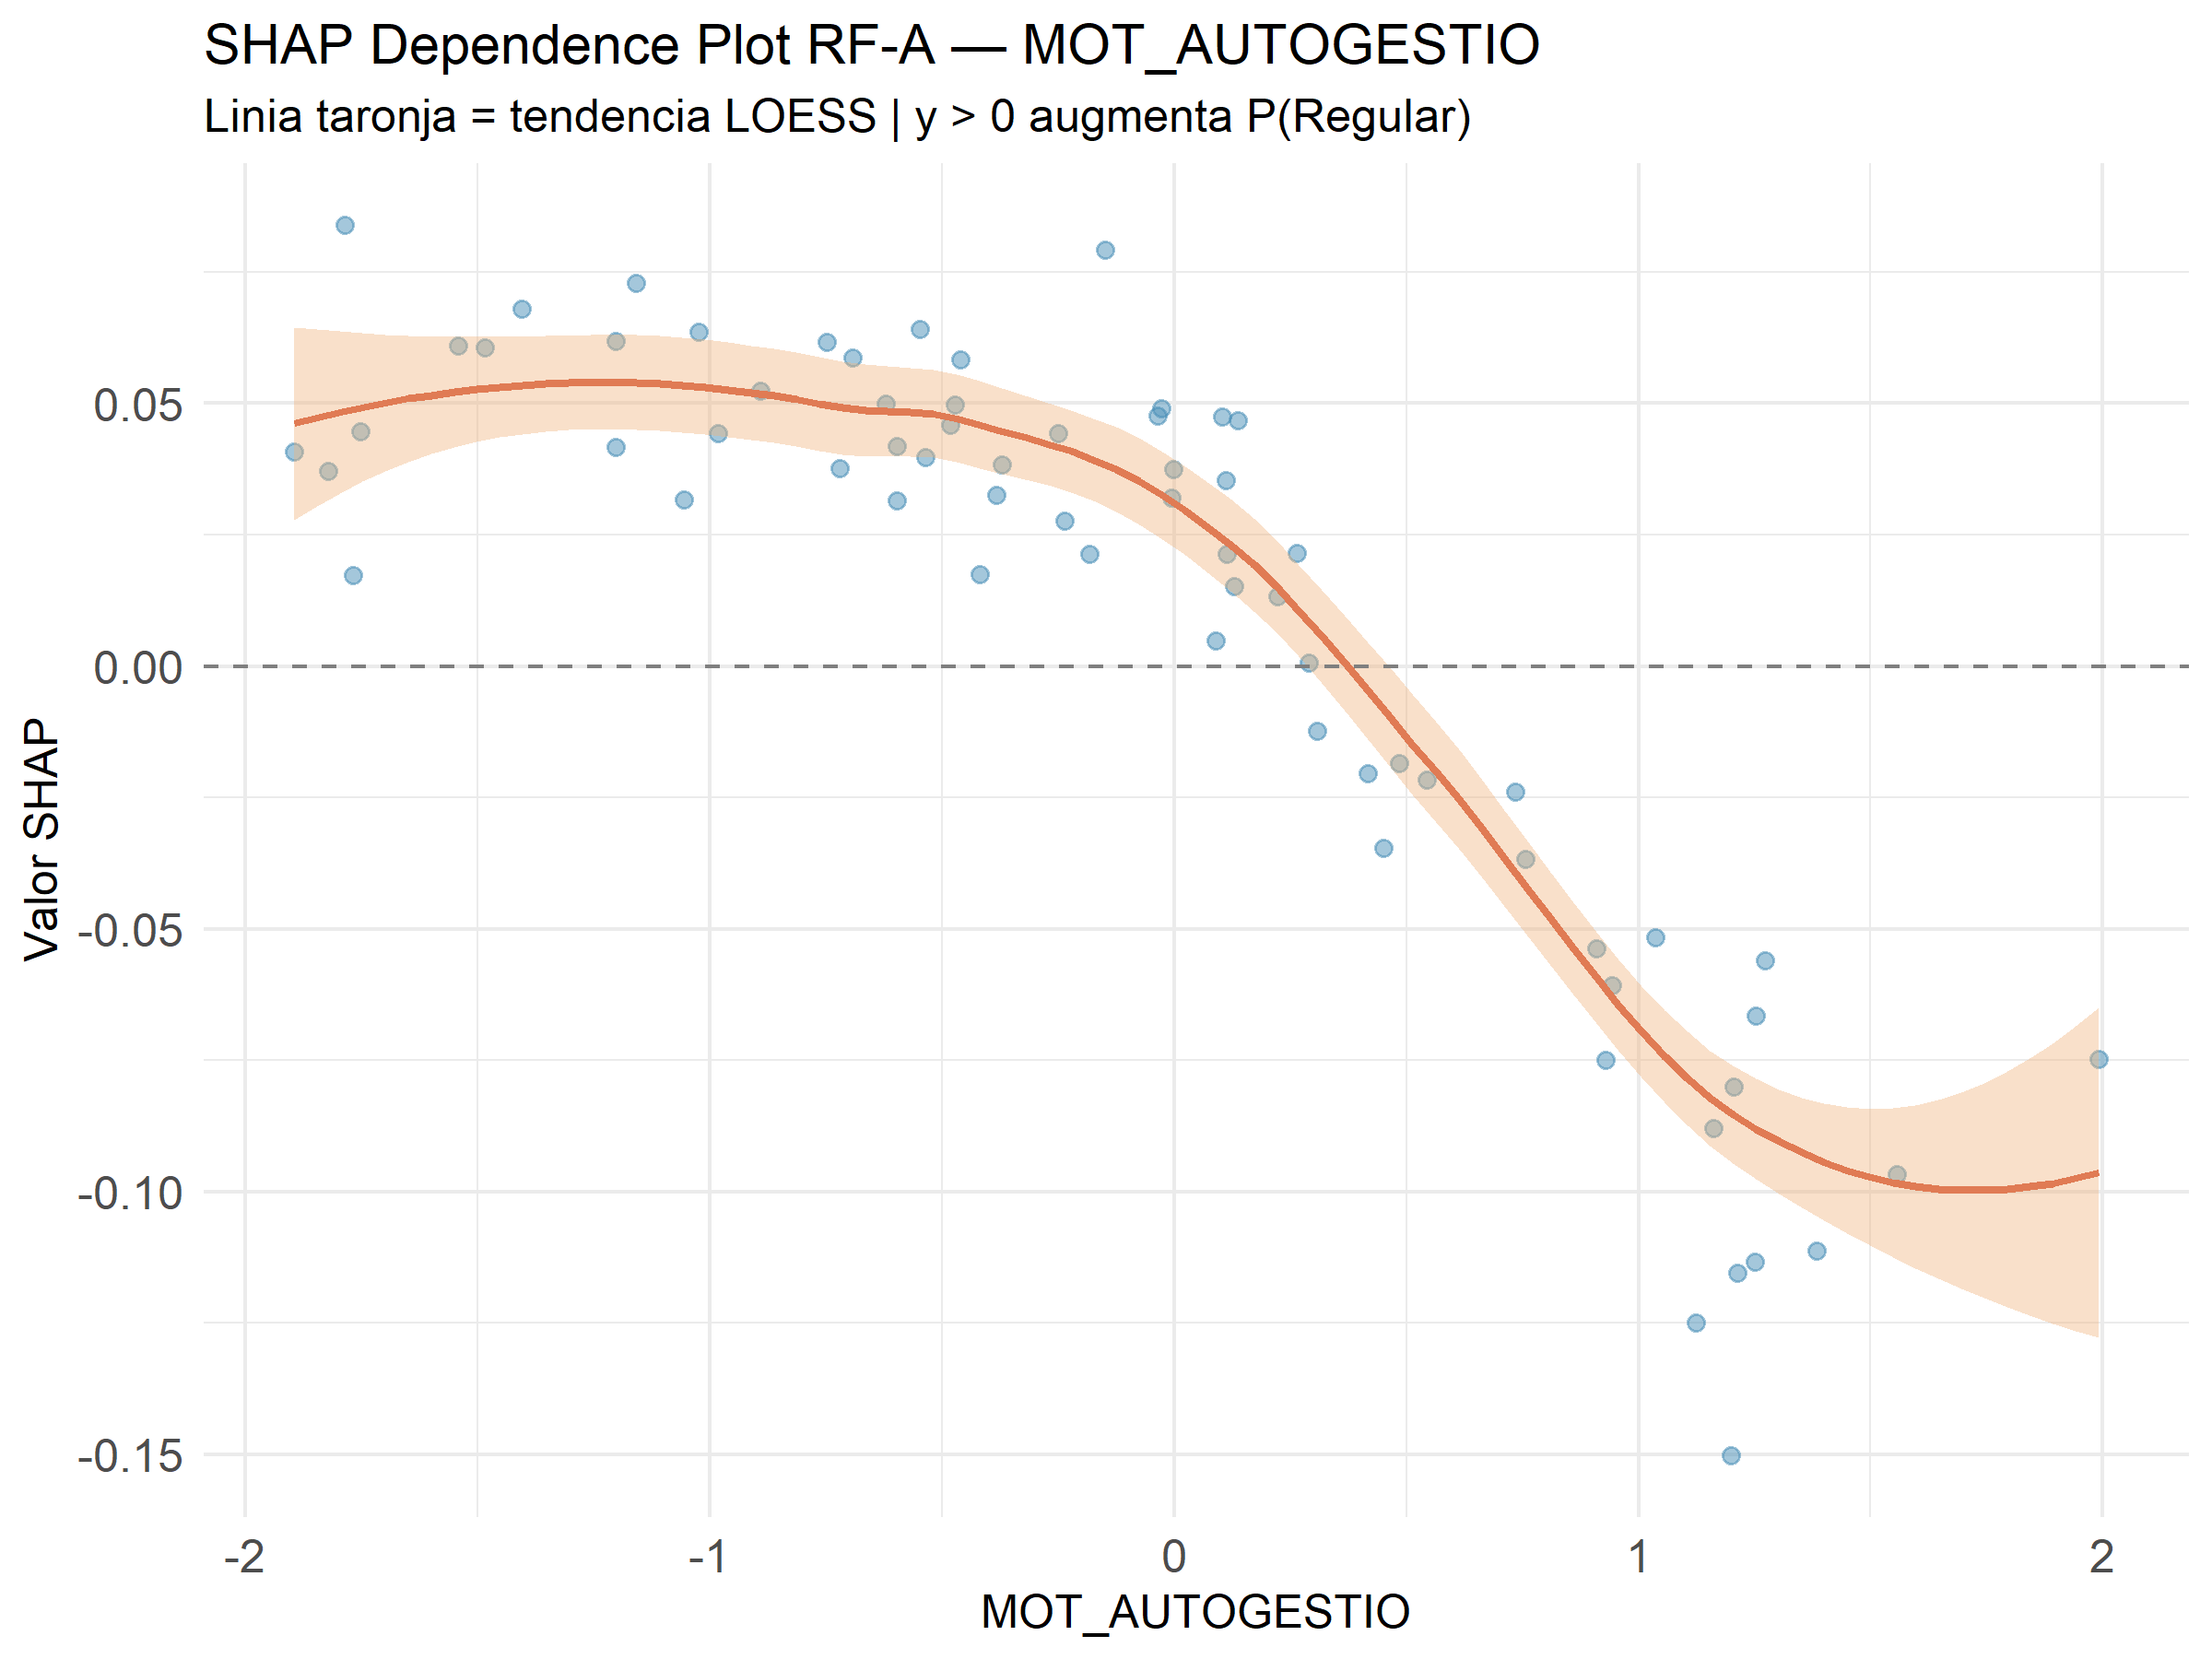 SHAP Dependence Plot RF-A — MOT_AUTOGESTIO
Linia taronja = tendencia LOESS | y > 0 augmenta P(Regular)
Valor SHAP
0.05
0.00
-0.05
-0.10
-0.15
-2 -1 0 1 2
MOT_AUTOGESTIO